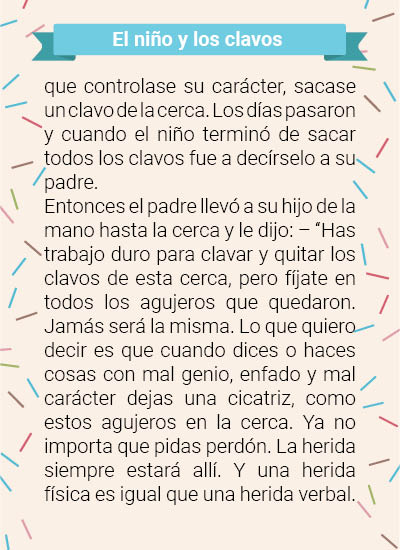 El niño y los clavos
que controlase su carácter, sacase
un clavo de la cerca. Los días pasaron
y cuando el niño terminó de sacar
todos los clavos fue a decírselo a su
padre.
Entonces el padre llevó a su hijo de la
mano hasta la cerca y le dijo: – “Has
trabajo duro para clavar y quitar los
clavos de esta cerca, pero fíjate en
todos los agujeros que quedaron.
Jamás será la misma. Lo que quiero
decir es que cuando dices o haces
cosas con mal genio, enfado y mal
carácter dejas una cicatriz, como
estos agujeros en la cerca. Ya no
importa que pidas perdón. La herida
siempre estará allí. Y una herida
física es igual que una herida verbal.